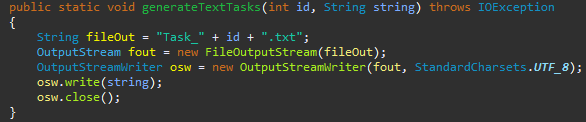 public static void generateTextTasks(int id, String string) throws IOException
{
    String fileOut = "Task_" + id + ".txt";
    OutputStream fout = new FileOutputStream(fileOut);
    OutputStreamWriter osw = new OutputStreamWriter(fout, StandardCharsets.UTF_8);
    osw.write(string);
    osw.close();
}